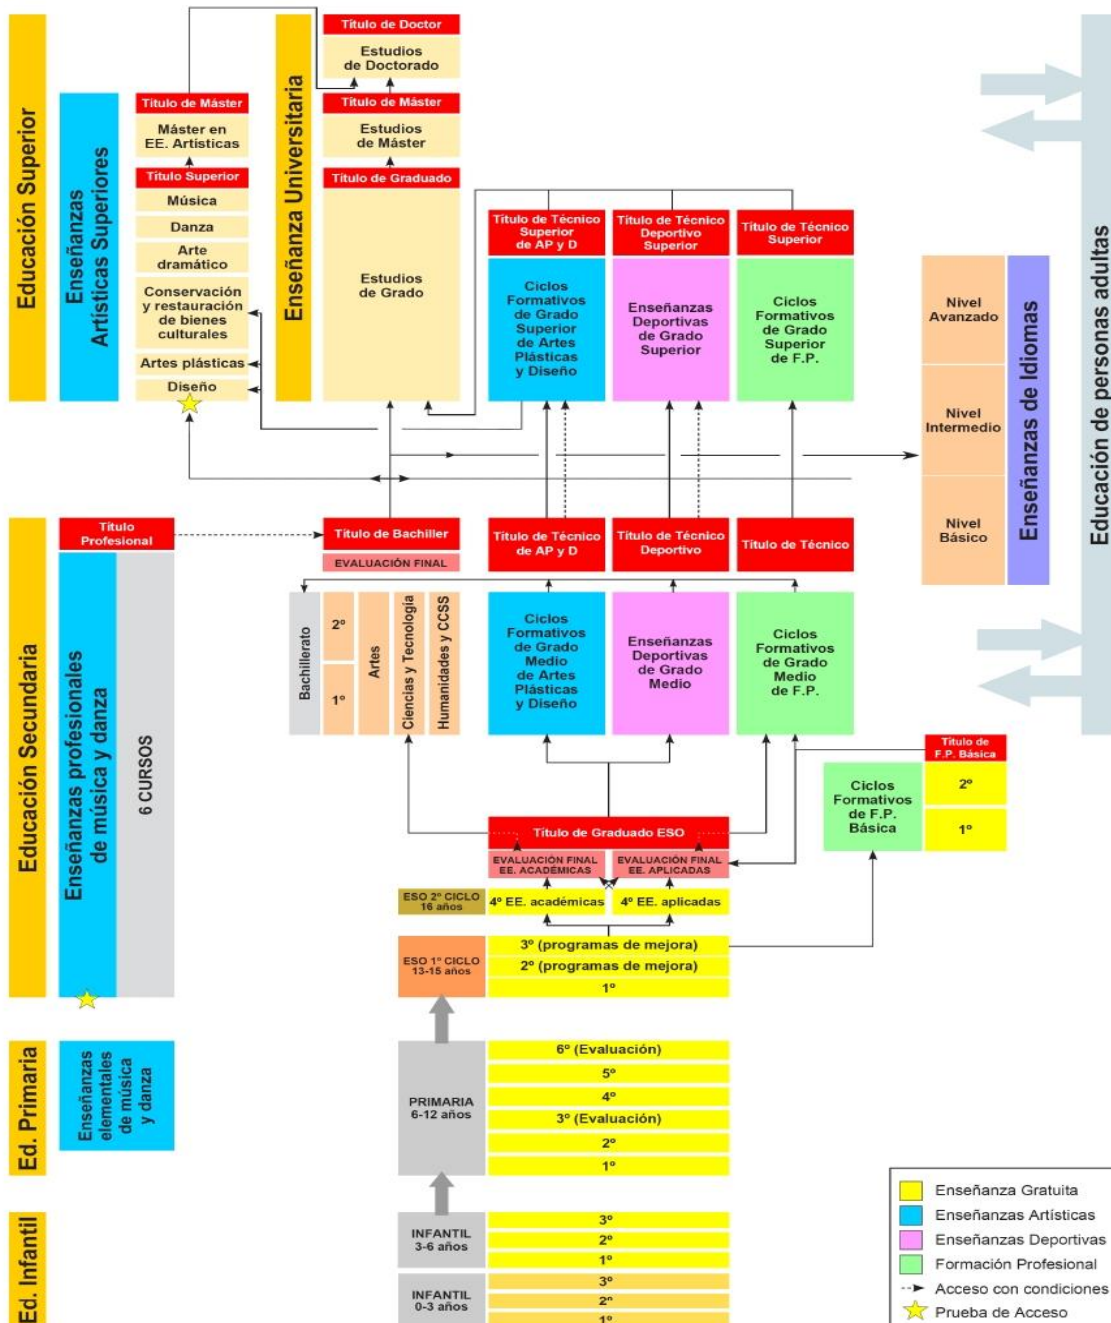 Educación Superior
Enseñanzas
Artísticas Superiores
Título de Máster
Máster en
EE. Artísticas
Título Superior
Música
Danza
Arte
dramático
Conservación
y restauración
de bienes
culturales
Artes plásticas
Diseño
Enseñanza Universitaria
Título de Doctor
Estudios
de Doctorado
Título de Máster
Estudios
de Máster
Título de Graduado
Estudios
de Grado
Título de Técnico
Superior
de AP y D
Ciclos
Formativos
de Grado
Superior
de Artes
Plásticas
y Diseño
Título de Técnico
Deportivo
Superior
Enseñanzas
Deportivas
de Grado
Superior
Título de Técnico
Superior
Ciclos
Formativos
de Grado
Superior
de F.P.
Nivel
Avanzado
Nivel
Intermedio
Nivel
Básico
Enseñanzas de Idiomas
Educación de personas adultas
Educación Secundaria
Título
Profesional
Enseñanzas profesionales
de música y danza
6 CURSOS
Título de Bachiller
EVALUACIÓN FINAL
Bachillerato
2º
1º
Artes
Ciencias y Tecnología
Humanidades y CCSS
Título de Técnico
de AP y D
Ciclos
Formativos
de Grado
Medio
de Artes
Plásticas
y Diseño
Título de Técnico
Deportivo
Enseñanzas
Deportivas
de Grado
Medio
Título de Técnico
Ciclos
Formativos
de Grado
Medio
de F.P.
Título de
F.P. Básica
Ciclos
Formativos
de F.P.
Básica
2º
1º
Título de Graduado ESO
EVALUACIÓN FINAL
EE. ACADÉMICAS
EVALUACIÓN FINAL
EE. APLICADAS
ESO 2º CICLO
16 años
4º EE. académicas
4º EE. aplicadas
ESO 1º CICLO
13-15 años
3º (programas de mejora)
2º (programas de mejora)
1º
Ed. Primaria
Enseñanzas
elementales
de música
y danza
PRIMARIA
6-12 años
6º (Evaluación)
5º
4º
3º (Evaluación)
2º
1º
Ed. Infantil
INFANTIL
3-6 años
3º
2º
1º
INFANTIL
0-3 años
3º
2º
1º
Enseñanza Gratuita
Enseñanzas Artísticas
Enseñanzas Deportivas
Formación Profesional
Acceso con condiciones
Prueba de Acceso